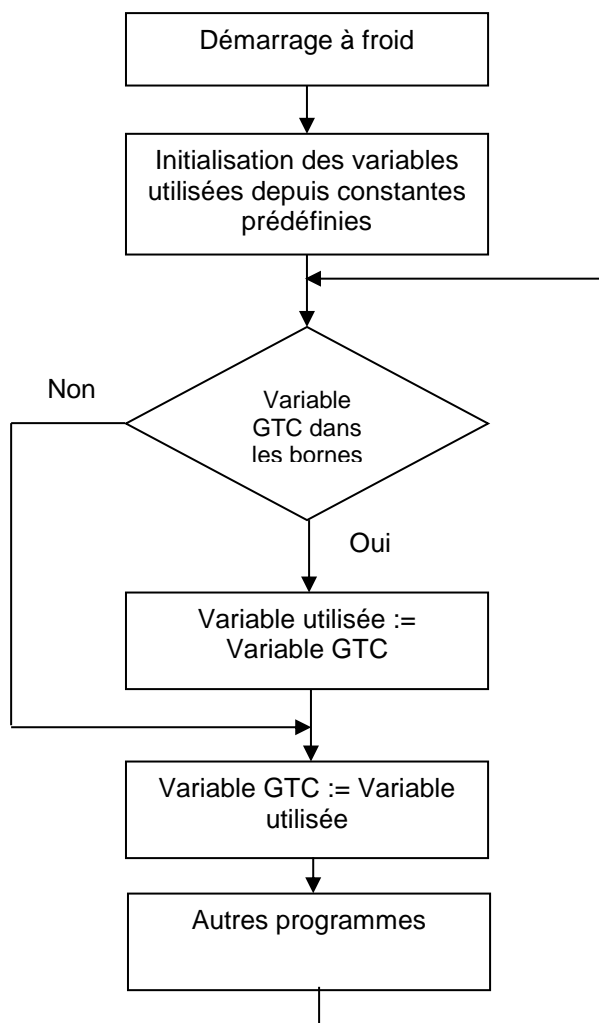 Démarrage à froid
Initialisation des variables
utilisées depuis constantes
prédéfinies
Non
Variable
GTC dans
les bornes
Oui
Variable utilisée :=
Variable GTC
Variable GTC := Variable
utilisée
Autres programmes